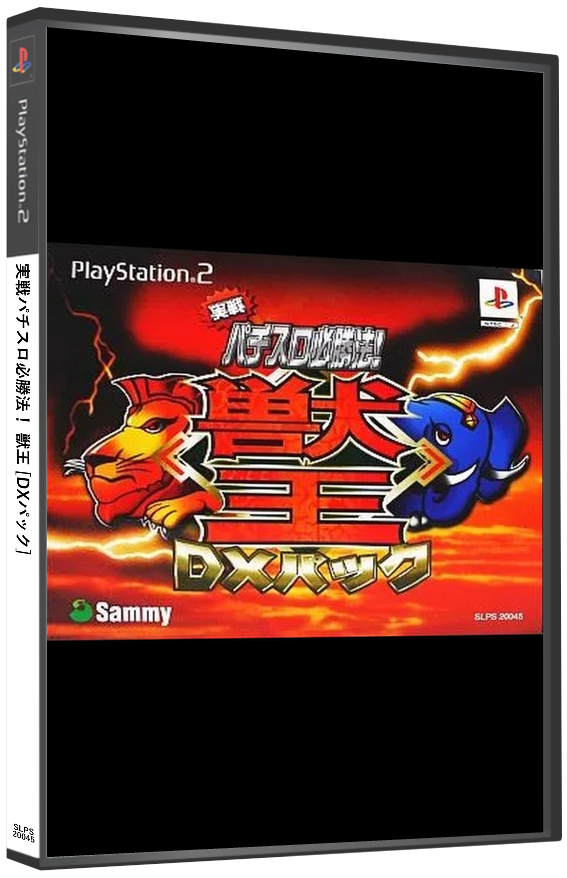 PlayStation.2
実戦パチスロ必勝法! 獣王 [DXパック]
SLPS
20045
PlayStation.2
実戦
パチスロ必勝法!
獣
王
DXパック
Sammy
SLPS 20045